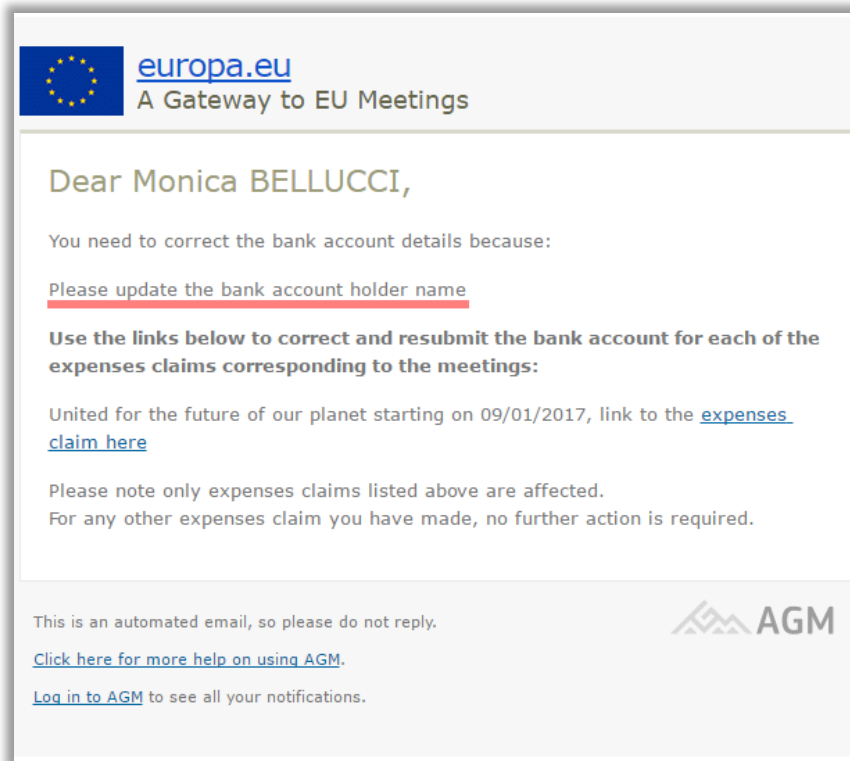 europa.eu
A Gateway to EU Meetings
Dear Monica BELLUCCI,
You need to correct the bank account details because:
Please update the bank account holder name
Use the links below to correct and resubmit the bank account for each of the
expenses claims corresponding to the meetings:
United for the future of our planet starting on 09/01/2017, link to the expenses
claim here
Please note only expenses claims listed above are affected.
For any other expenses claim you have made, no further action is required.
This is an automated email, so please do not reply.
AGM
Click here for more help on using AGM.
Log in to AGM to see all your notifications.